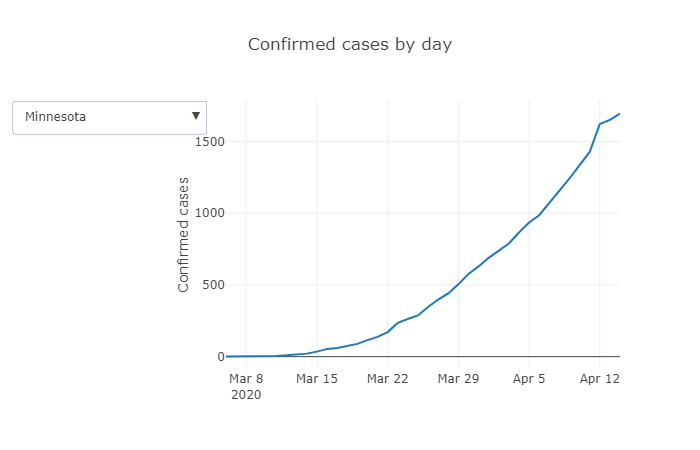 Confirmed cases by day
Minnesota
▼
Confirmed cases
1500
1000
500
0
Mar 8
2020
Mar 15
Mar 22
Mar 29
Apr 5
Apr 12